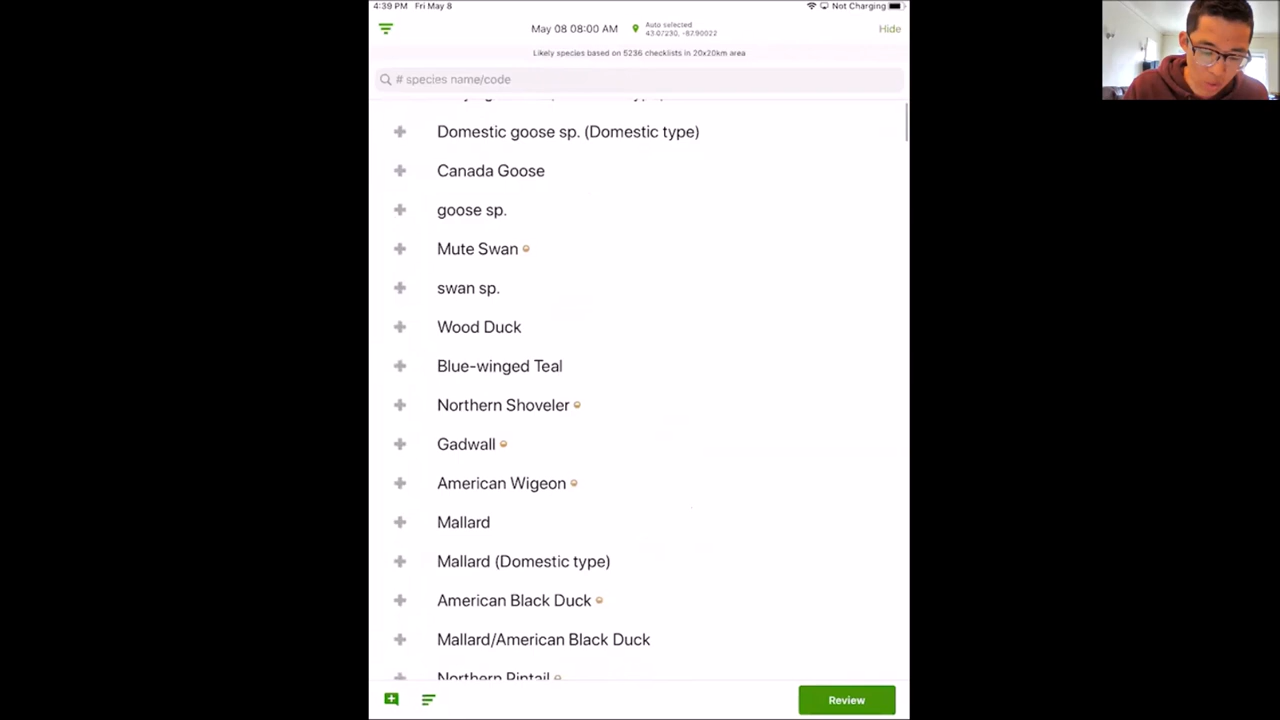 4:39 PM Fri May 8
Not Charging
May 08 08:00 AM
Auto selected
43.07230, -87.90022
Hide
Likely species based on 5236 checklists in 20x20km area
# species name/code
Domestic goose sp. (Domestic type)
Canada Goose
goose sp.
Mute Swan
swan sp.
Wood Duck
Blue-winged Teal
Northern Shoveler
Gadwall
American Wigeon
Mallard
Mallard (Domestic type)
American Black Duck
Mallard/American Black Duck
Northern Pintail
Review